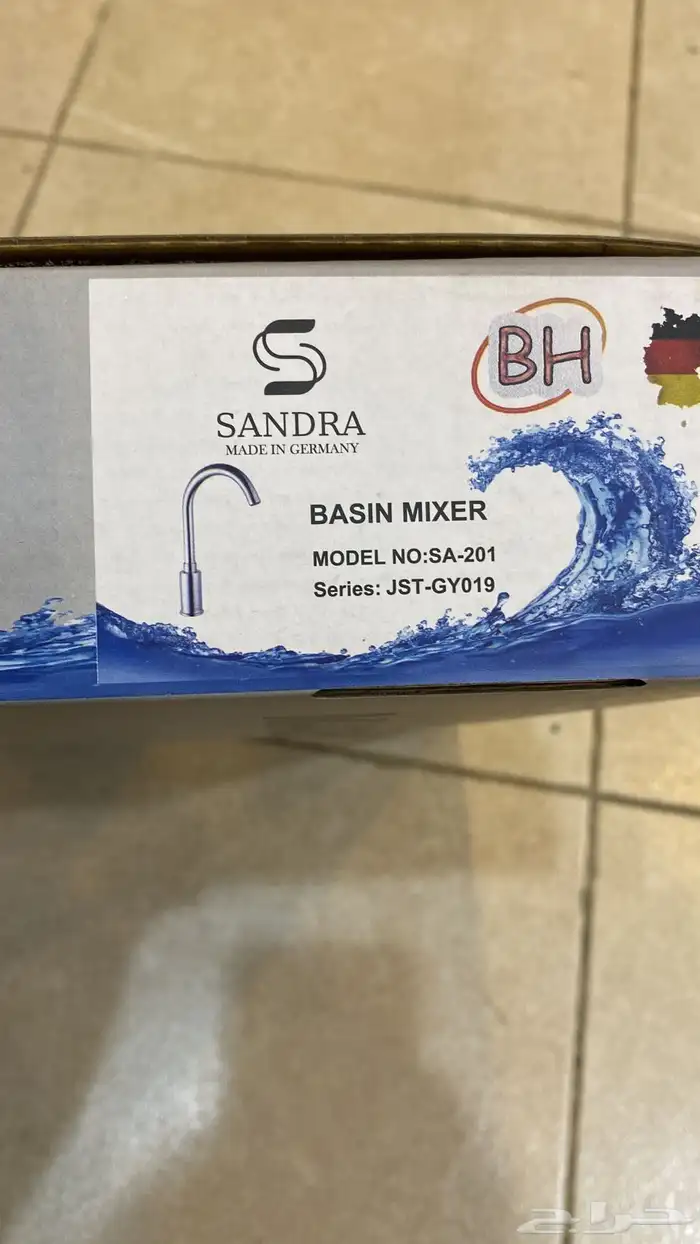 BH
SANDRA
MADE IN GERMANY
BASIN MIXER
MODEL NO:SA-201
Series: JST-GY019
حراج